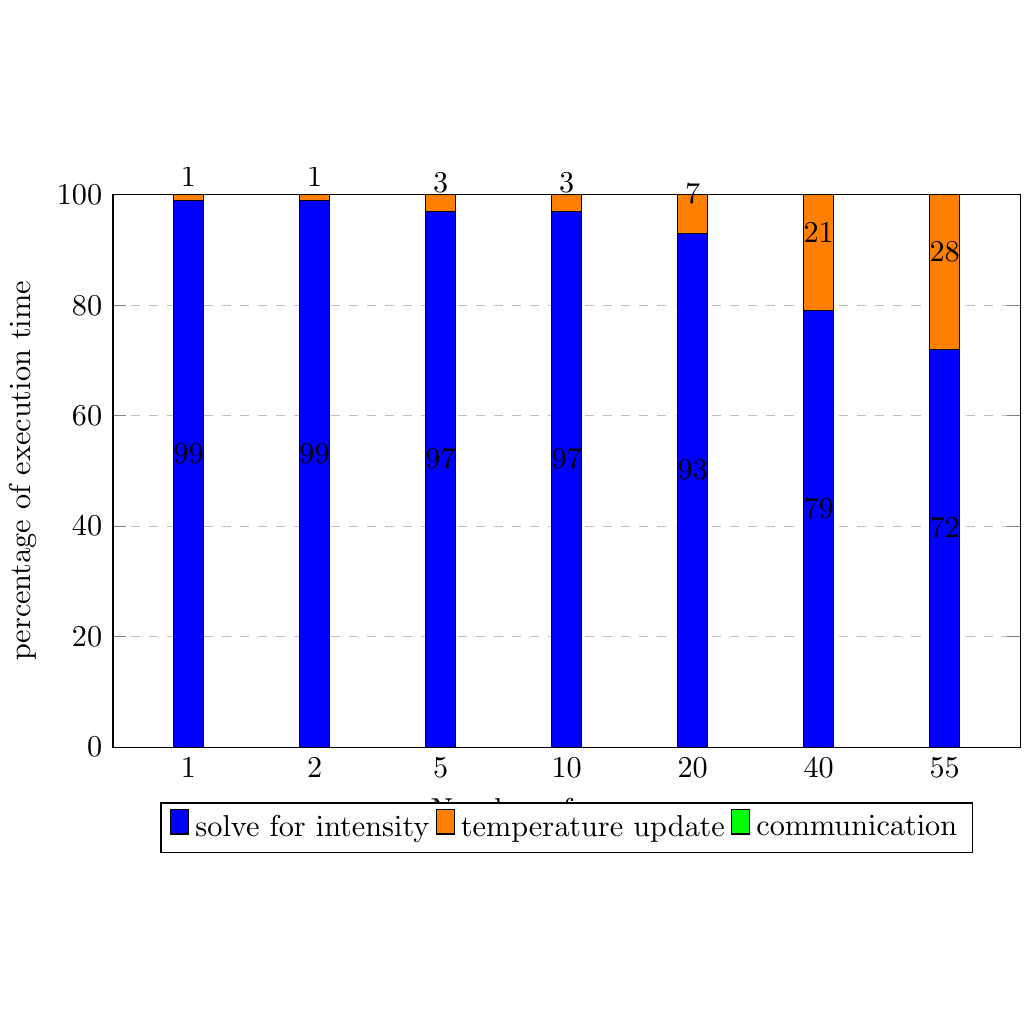 1 1 3 3 7 21 28
100
80
60
40
20
0
percentage of execution time
99 99 97 97 93 79 72
1 2 5 10 20 40 55
solve for intensity temperature update communication